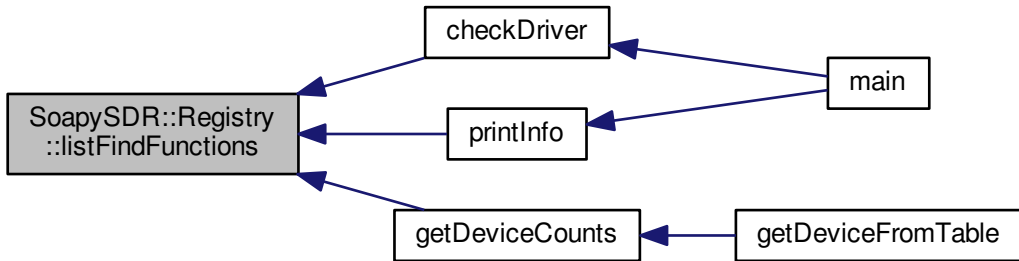 SoapySDR::Registry
::listFindFunctions
checkDriver
printInfo
main
getDeviceCounts
getDeviceFromTable